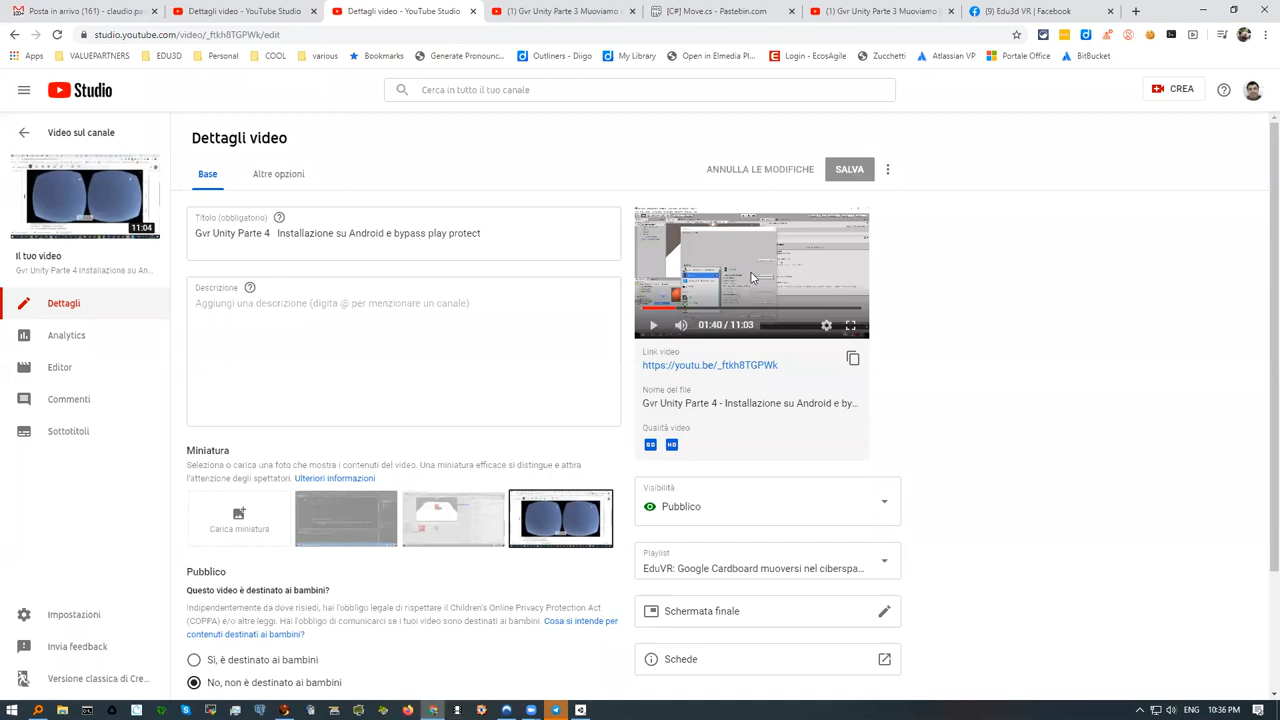 Posta in arrivo (161) - claudio.pa
Dettagli video - YouTube Studio
Dettagli video - YouTube Studio
(1) Gvr Unity Parte 3 Muoviamo
[C#] Move.cs - Pastebin.com
(1) Gvr Unity Parte 3 Muoviamo
(9) Edu3d VR | Facebook
studio.youtube.com/video/_ftkh8TGPWk/edit
Apps
VALUEPARTNERS
EDU3D
Personal
COOL
various
Bookmarks
Generate Pronounc...
Outliners - Diigo
My Library
Open in Elmedia Pl...
Login - EcosAgile
Zucchetti
Atlassian VP
Portale Office
BitBucket
Studio
Cerca in tutto il tuo canale
CREA
Video sul canale
11:04
Il tuo video
Gvr Unity Parte 4 Installazione su An...
Dettagli
Analytics
Editor
Commenti
Sottotitoli
Impostazioni
Invia feedback
Versione classica di Cre...
Dettagli video
Base
Altre opzioni
ANNULLA LE MODIFICHE
SALVA
Titolo (obbligatorio)
Gvr Unity Parte 4 Installazione su Android e bypass play protect
Descrizione
Aggiungi una descrizione (digita @ per menzionare un canale)
Miniatura
Seleziona o carica una foto che mostra i contenuti del video. Una miniatura efficace si distingue e attira
l'attenzione degli spettatori. Ulteriori informazioni
Carica miniatura
Pubblico
Questo video è destinato ai bambini?
Indipendentemente da dove risiedi, hai l'obbligo legale di rispettare il Children's Online Privacy Protection Act
(COPPA) e/o altre leggi. Hai l'obbligo di comunicarci se i tuoi video sono destinati ai bambini. Cosa si intende per
contenuti destinati ai bambini?
Sì, è destinato ai bambini
No, non è destinato ai bambini
01:40 / 11:03
Link video
https://youtu.be/_ftkh8TGPWk
Nome del file
Gvr Unity Parte 4 - Installazione su Android e by...
Qualità video
SD HD
Visibilità
Pubblico
Playlist
EduVR: Google Cardboard muoversi nel ciberspa...
Schermata finale
Schede
10:36 PM